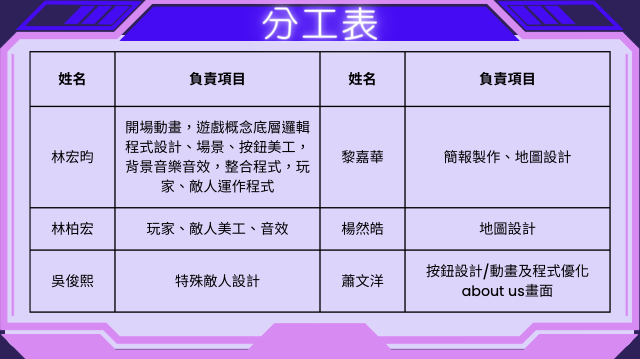 分工表
姓名
負責項目
姓名
負責項目
林宏昀
開場動畫，遊戲概念底層邏輯
程式設計、場景、按鈕美工，
背景音樂音效，整合程式，玩
家、敵人運作程式
黎嘉華
簡報製作、地圖設計
林柏宏
玩家、敵人美工、音效
楊然皓
地圖設計
吳俊熙
特殊敵人設計
蕭文洋
按鈕設計/動畫及程式優化
about us畫面